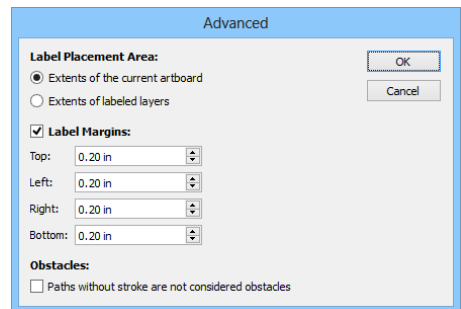 Advanced
Label Placement Area:
Extents of the current artboard
Extents of labeled layers
OK
Cancel
Label Margins:
Top: 0.20 in
Left: 0.20 in
Right: 0.20 in
Bottom: 0.20 in
Obstacles:
Paths without stroke are not considered obstacles